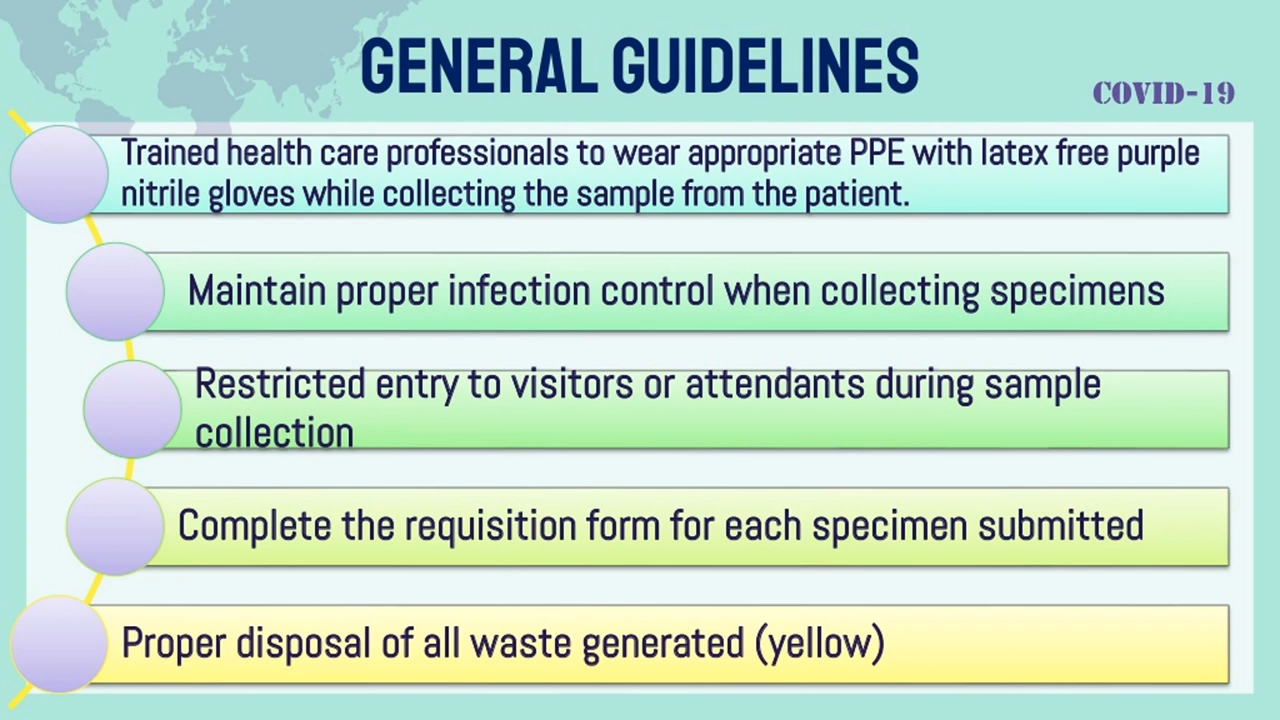 GENERAL GUIDELINES
COVID-19
Trained health care professionals to wear appropriate PPE with latex free purple
nitrile gloves while collecting the sample from the patient.
Maintain proper infection control when collecting specimens
Restricted entry to visitors or attendants during sample
collection
Complete the requisition form for each specimen submitted
Proper disposal of all waste generated (yellow)